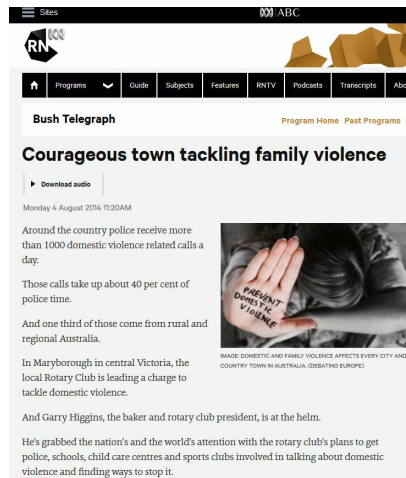 Sites
ABC
RN
Programs Guide Subjects Features RNTV Podcasts Transcripts Abo
Bush Telegraph
Program Home Past Programs
Courageous town tackling family violence
Download audio
Monday 4 August 2014 11:20AM
Around the country police receive more
than 1000 domestic violence related calls a
day.
Those calls take up about 40 per cent of
police time.
And one third of those come from rural and
regional Australia.
In Maryborough in central Victoria, the
local Rotary Club is leading a charge to
tackle domestic violence.
PREVENT
DOMESTIC
VIOLENCE
IMAGE: DOMESTIC AND FAMILY VIOLENCE AFFECTS EVERY CITY AND
COUNTRY TOWN IN AUSTRALIA. (DEBATING EUROPE)
And Garry Higgins, the baker and rotary club president, is at the helm.
He's grabbed the nation's and the world's attention with the rotary club's plans to get
police, schools, child care centres and sports clubs involved in talking about domestic
violence and finding ways to stop it.